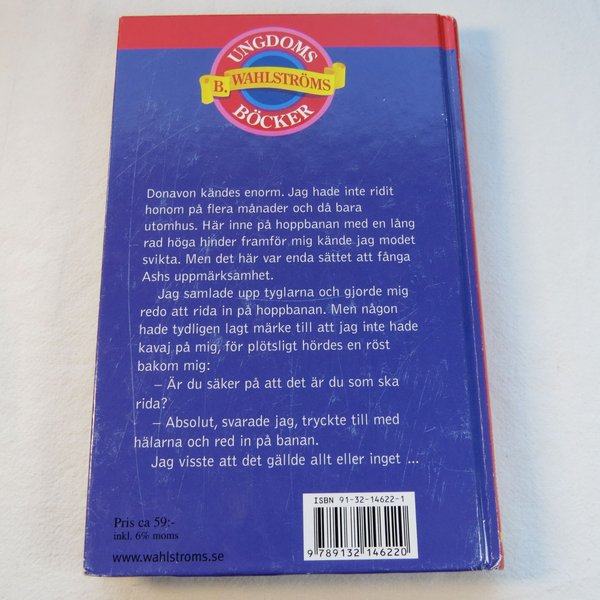 UNGDOMS
B. WAHLSTRÖMS
BÖCKER
Donavon kändes enorm. Jag hade inte ridit
honom på flera månader och då bara
utomhus. Här inne på hoppbanan med en lång
rad höga hinder framför mig kände jag modet
svikta. Men det här var enda sättet att fånga
Ashs uppmärksamhet.
Jag samlade upp tyglarna och gjorde mig
redo att rida in på hoppbanan. Men någon
hade tydligen lagt märke till att jag inte hade
kavaj på mig, för plötsligt hördes en röst
bakom mig:
– Är du säker på att det är du som ska
rida?
– Absolut, svarade jag, tryckte till med
hälarna och red in på banan.
Jag visste att det gällde allt eller inget ...
ISBN 91-32-14622-1
9 789132 146220
Pris ca 59:-
inkl. 6% moms
www.wahlstroms.se